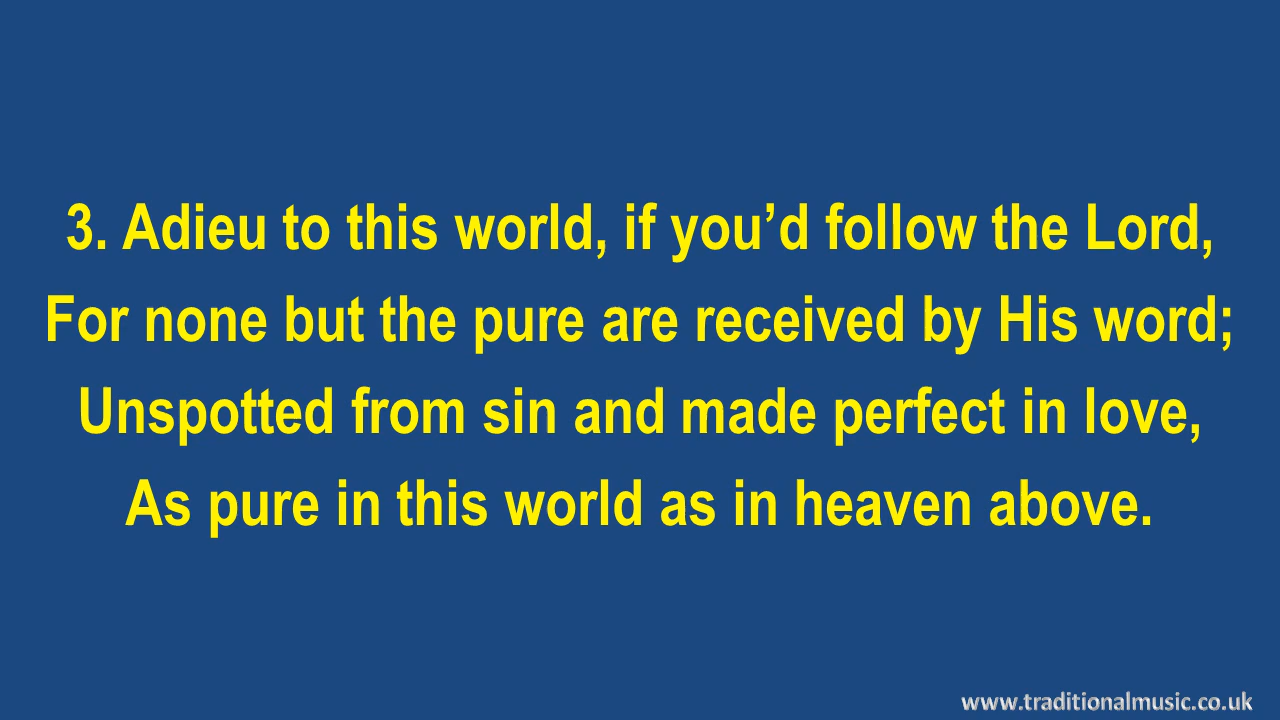 3. Adieu to this world, if you’d follow the Lord,
For none but the pure are received by His word;
Unspotted from sin and made perfect in love,
As pure in this world as in heaven above.
www.traditionalmusic.co.uk